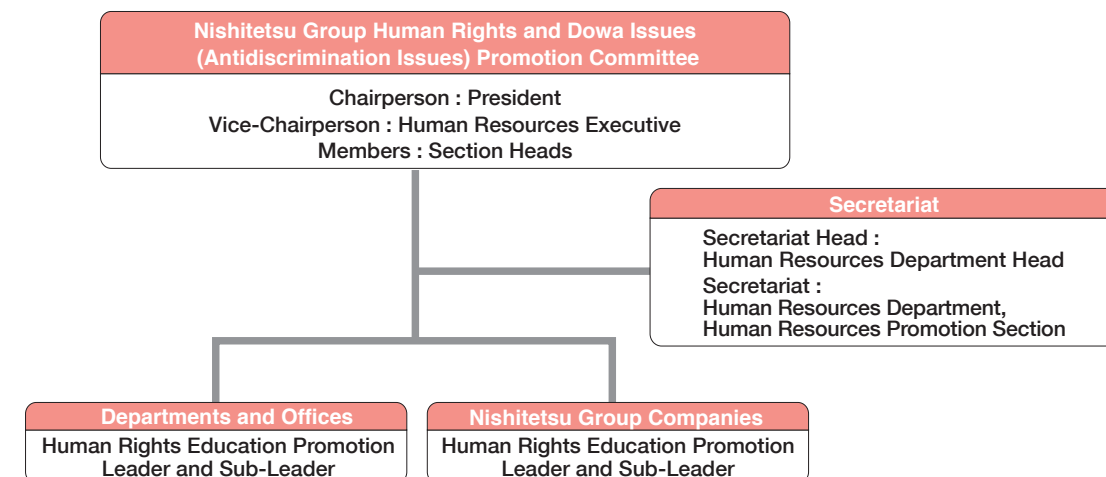 Nishitetsu Group Human Rights and Dowa Issues
(Antidiscrimination Issues) Promotion Committee
Chairperson : President
Vice-Chairperson : Human Resources Executive
Members : Section Heads
Secretariat
Secretariat Head :
Human Resources Department Head
Secretariat :
Human Resources Department,
Human Resources Promotion Section
Departments and Offices
Human Rights Education Promotion
Leader and Sub-Leader
Nishitetsu Group Companies
Human Rights Education Promotion
Leader and Sub-Leader